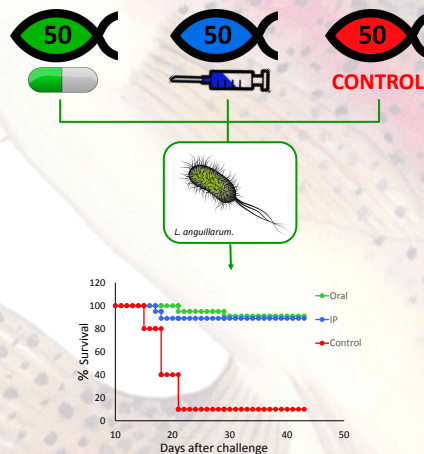 50 50 50
CONTROL
L. anguillarum.
120
100
80
60
40
20
0
% Survival
10 20 30 40 50
Days after challenge
Oral
IP
Control